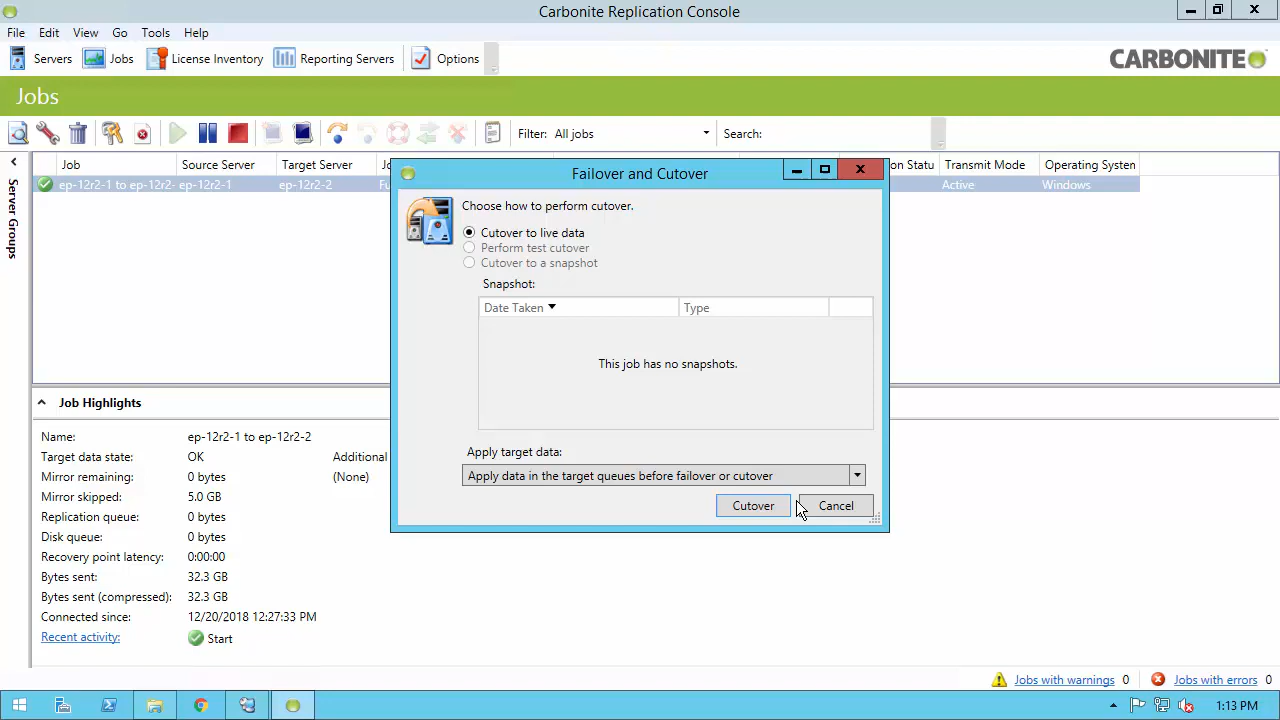 Carbonite Replication Console
File Edit View Go Tools Help
Servers Jobs License Inventory Reporting Servers Options
CARBONITE
Jobs
Filter: All jobs Search:
Server Groups
Job Source Server Target Server Transmit Mode Operating System
ep-12r2-1 to ep-12r2- ep-12r2-1 ep-12r2-2 Active Windows
Failover and Cutover
Choose how to perform cutover.
Cutover to live data
Perform test cutover
Cutover to a snapshot
Snapshot:
Date Taken Type
This job has no snapshots.
Apply target data:
Apply data in the target queues before failover or cutover
Cutover Cancel
Job Highlights
Name: ep-12r2-1 to ep-12r2-2
Target data state: OK Additional
Mirror remaining: 0 bytes (None)
Mirror skipped: 5.0 GB
Replication queue: 0 bytes
Disk queue: 0 bytes
Recovery point latency: 0:00:00
Bytes sent: 32.3 GB
Bytes sent (compressed): 32.3 GB
Connected since: 12/20/2018 12:27:33 PM
Recent activity: Start
Jobs with warnings 0 Jobs with errors 0
1:13 PM